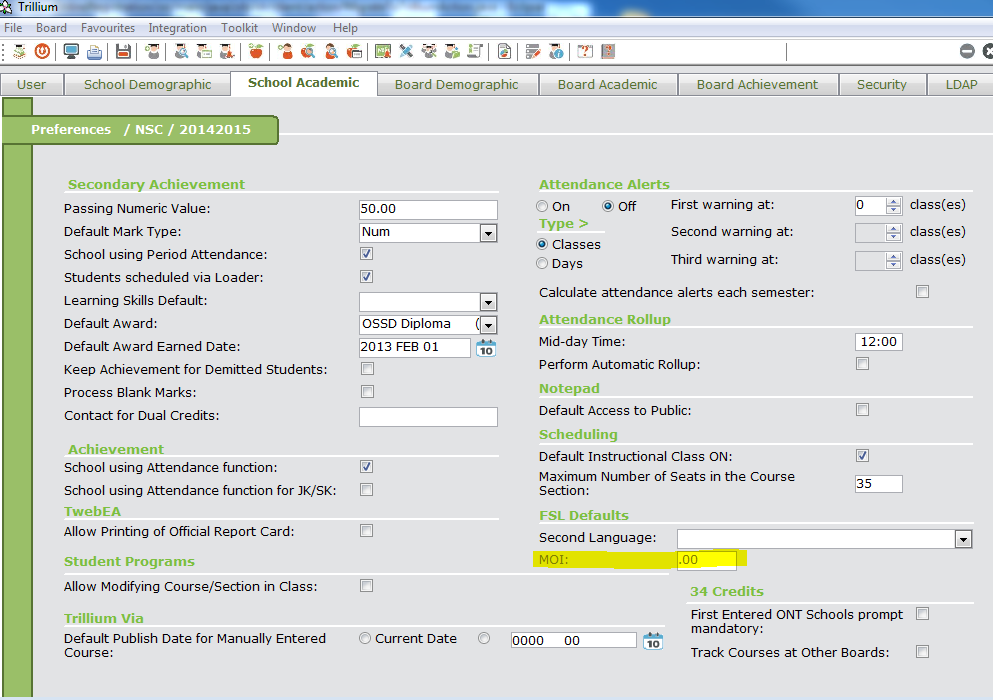 Trillium
File Board Favourites Integration Toolkit Window Help
User School Demographic School Academic Board Demographic Board Academic Board Achievement Security LDAP
Preferences / NSC / 20142015
Secondary Achievement
Passing Numeric Value: 50.00
Default Mark Type: Num
School using Period Attendance:
Students scheduled via Loader:
Learning Skills Default:
Default Award: OSSD Diploma (
Default Award Earned Date: 2013 FEB 01 10
Keep Achievement for Demitted Students:
Process Blank Marks:
Contact for Dual Credits:
Achievement
School using Attendance function:
School using Attendance function for JK/SK:
TwebEA
Allow Printing of Official Report Card:
Student Programs
Allow Modifying Course/Section in Class:
Trillium Via
Default Publish Date for Manually Entered
Course:
Current Date 0000 00 10
Attendance Alerts
On Off First warning at: 0 class(es)
Type >
Second warning at: class(es)
Classes
Days Third warning at: class(es)
Calculate attendance alerts each semester:
Attendance Rollup
Mid-day Time: 12:00
Perform Automatic Rollup:
Notepad
Default Access to Public:
Scheduling
Default Instructional Class ON:
Maximum Number of Seats in the Course
Section: 35
FSL Defaults
Second Language:
MOI: .00
34 Credits
First Entered ONT Schools prompt
mandatory:
Track Courses at Other Boards: